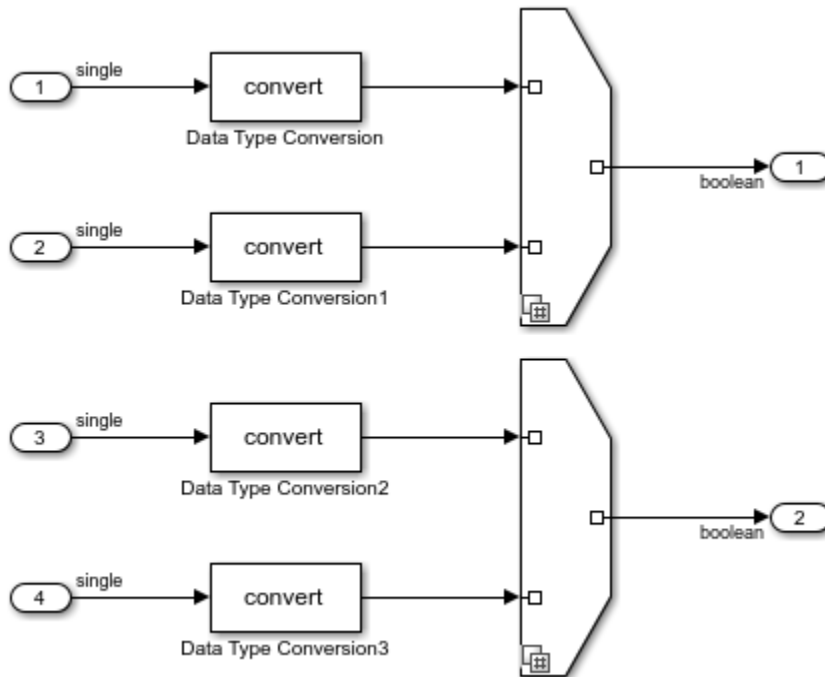 single
1
convert
Data Type Conversion
1
boolean
single
2
convert
Data Type Conversion1
single
3
convert
Data Type Conversion2
2
boolean
single
4
convert
Data Type Conversion3